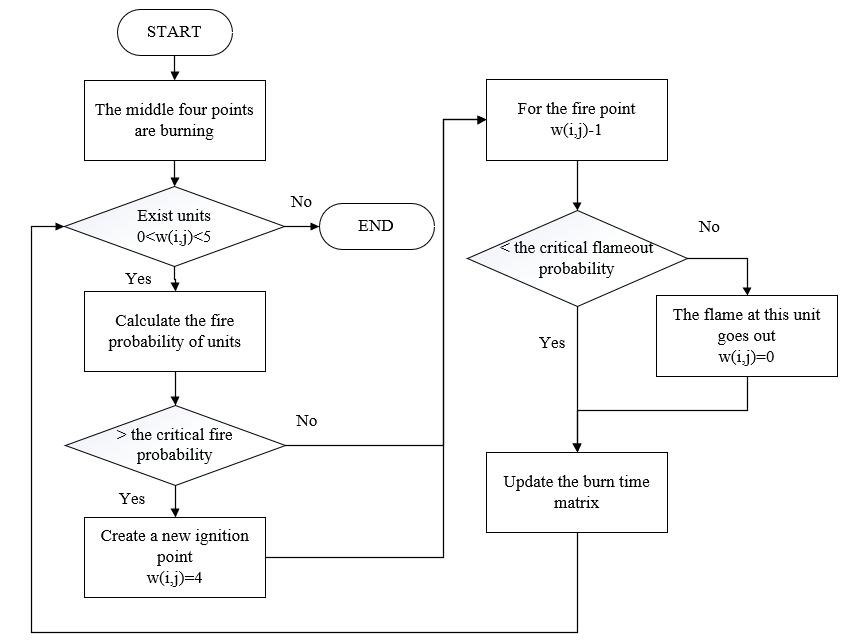 START
The middle four points
are burning
Exist units
0<w(i,j)<5
No
END
Yes
Calculate the fire
probability of units
> the critical fire
probability
No
Yes
Create a new ignition
point
w(i,j)=4
For the fire point
w(i,j)-1
< the critical flameout
probability
No
Yes
The flame at this unit
goes out
w(i,j)=0
Update the burn time
matrix